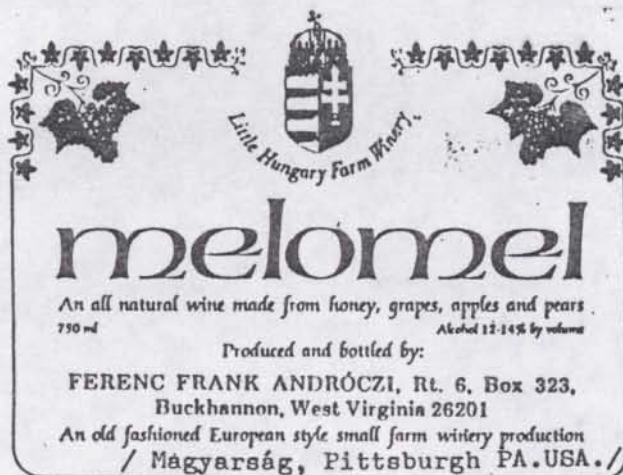 Little Hungary Farm Winery
melomel
An all natural wine made from honey, grapes, apples and pears
750 ml Alcohol 12-14% by volume
Produced and bottled by:
FERENC FRANK ANDRÓCZI, Rt. 6, Box 323,
Buckhannon, West Virginia 26201
An old fashioned European style small farm winery production
/ Magyarság, Pittsburgh PA.USA./